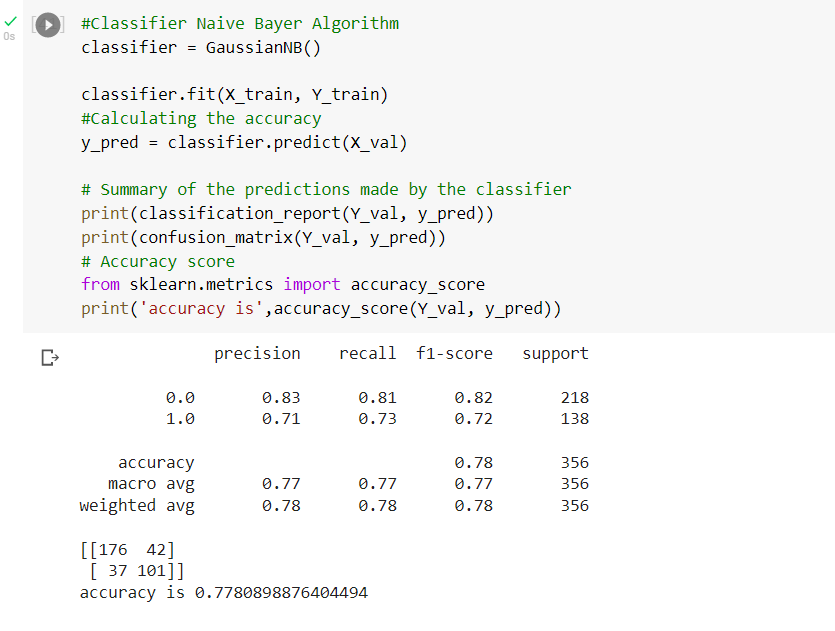 0s
#Classifier Naive Bayer Algorithm
classifier = GaussianNB()
classifier.fit(X_train, Y_train)
#Calculating the accuracy
y_pred = classifier.predict(X_val)
# Summary of the predictions made by the classifier
print(classification_report(Y_val, y_pred))
print(confusion_matrix(Y_val, y_pred))
# Accuracy score
from sklearn.metrics import accuracy_score
print('accuracy is',accuracy_score(Y_val, y_pred))
precision recall f1-score support
0.0 0.83 0.81 0.82 218
1.0 0.71 0.73 0.72 138
accuracy 0.78 356
macro avg 0.77 0.77 0.77 356
weighted avg 0.78 0.78 0.78 356
[[176 42]
[ 37 101]]
accuracy is 0.7780898876404494